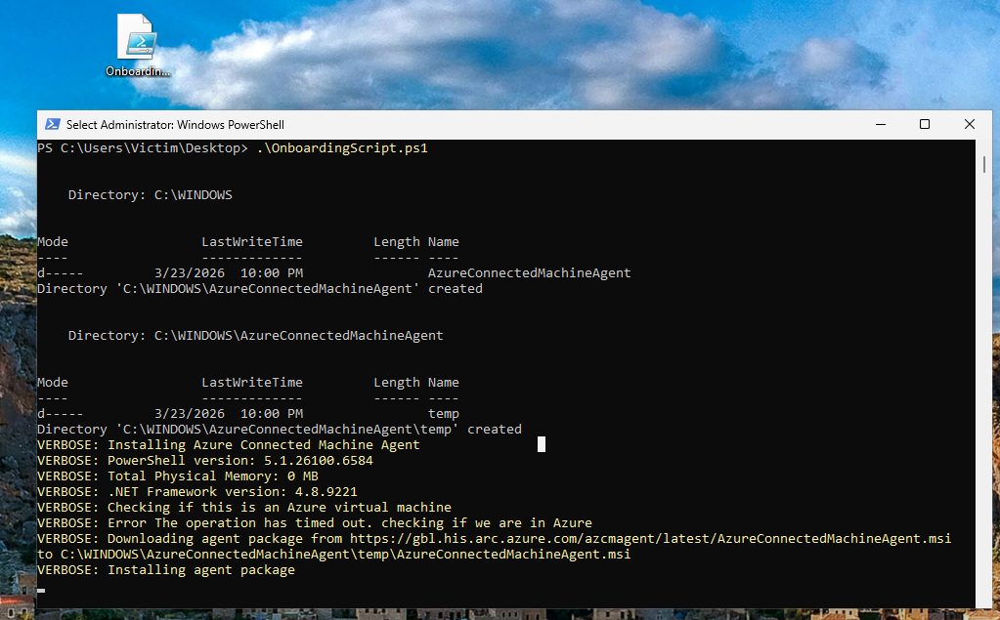 Onboardin...
Select Administrator: Windows PowerShell
PS C:\Users\Victim\Desktop> .\OnboardingScript.ps1
Directory: C:\WINDOWS
Mode                 LastWriteTime         Length Name
----                 -------------         ------ ----
d-----         3/23/2026  10:00 PM                AzureConnectedMachineAgent
Directory 'C:\WINDOWS\AzureConnectedMachineAgent' created
Directory: C:\WINDOWS\AzureConnectedMachineAgent
Mode                 LastWriteTime         Length Name
----                 -------------         ------ ----
d-----         3/23/2026  10:00 PM                temp
Directory 'C:\WINDOWS\AzureConnectedMachineAgent\temp' created
VERBOSE: Installing Azure Connected Machine Agent
VERBOSE: PowerShell version: 5.1.26100.6584
VERBOSE: Total Physical Memory: 0 MB
VERBOSE: .NET Framework version: 4.8.9221
VERBOSE: Checking if this is an Azure virtual machine
VERBOSE: Error The operation has timed out. checking if we are in Azure
VERBOSE: Downloading agent package from https://gbl.his.arc.azure.com/azcmagent/latest/AzureConnectedMachineAgent.msi
to C:\WINDOWS\AzureConnectedMachineAgent\temp\AzureConnectedMachineAgent.msi
VERBOSE: Installing agent package